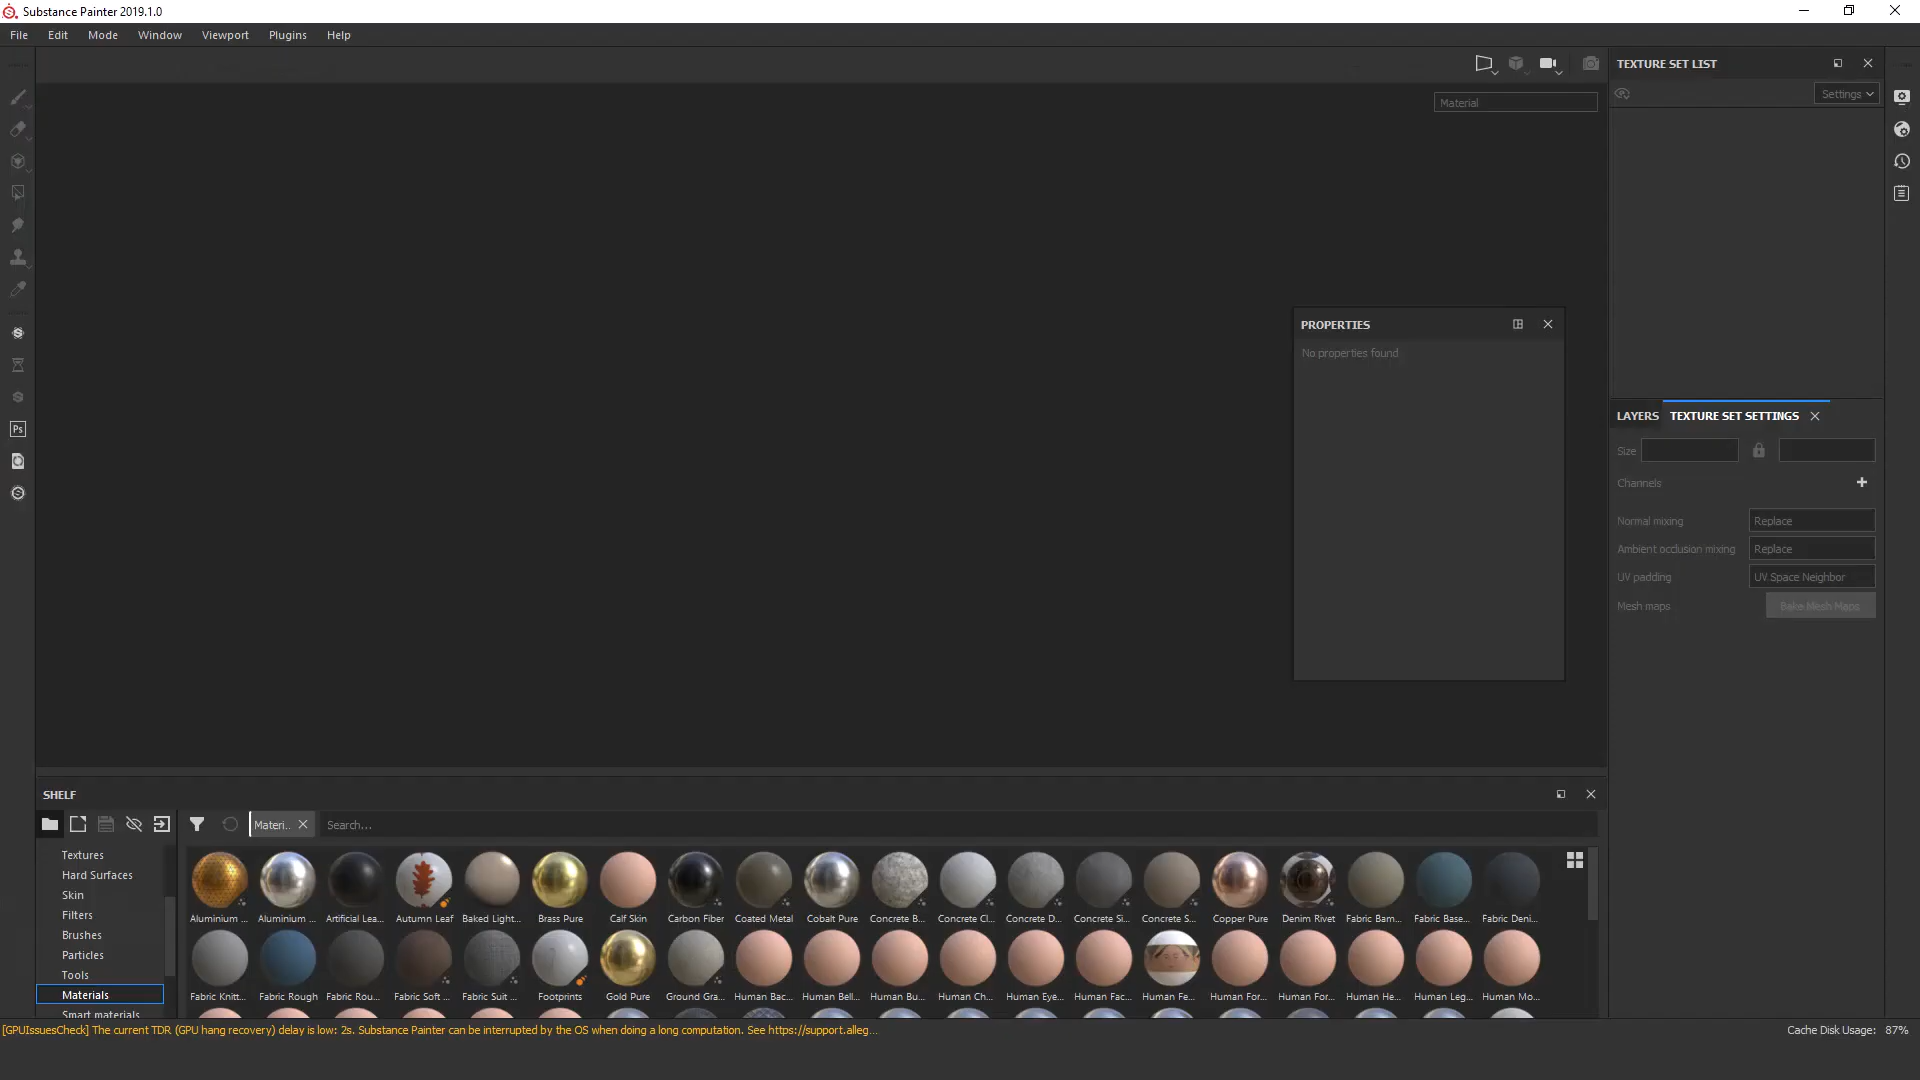 Substance Painter 2019.1.0
File Edit Mode Window Viewport Plugins Help
TEXTURE SET LIST
Settings
Material
PROPERTIES
No properties found
LAYERS TEXTURE SET SETTINGS
Size
Channels
Normal mixing Replace
Ambient occlusion mixing Replace
UV padding UV Space Neighbor
Mesh maps Bake Mesh Maps
Ps
SHELF
Materi.. Search...
Textures
Hard Surfaces
Skin
Filters
Brushes
Particles
Tools
Materials
Smart materials
Aluminium ... Aluminium ... Artificial Lea... Autumn Leaf Baked Light... Brass Pure Calf Skin Carbon Fiber Coated Metal Cobalt Pure Concrete B... Concrete Cl... Concrete D... Concrete Si... Concrete S... Copper Pure Denim Rivet Fabric Bam... Fabric Base... Fabric Deni...
Fabric Knitt... Fabric Rough Fabric Rou... Fabric Soft ... Fabric Suit ... Footprints Gold Pure Ground Gra... Human Bac... Human Bell... Human Bu... Human Ch... Human Eye... Human Fac... Human Fe... Human For... Human For... Human He... Human Leg... Human Mo...
[GPUIssuesCheck] The current TDR (GPU hang recovery) delay is low: 2s. Substance Painter can be interrupted by the OS when doing a long computation. See https://support.alleg...
Cache Disk Usage: 87%